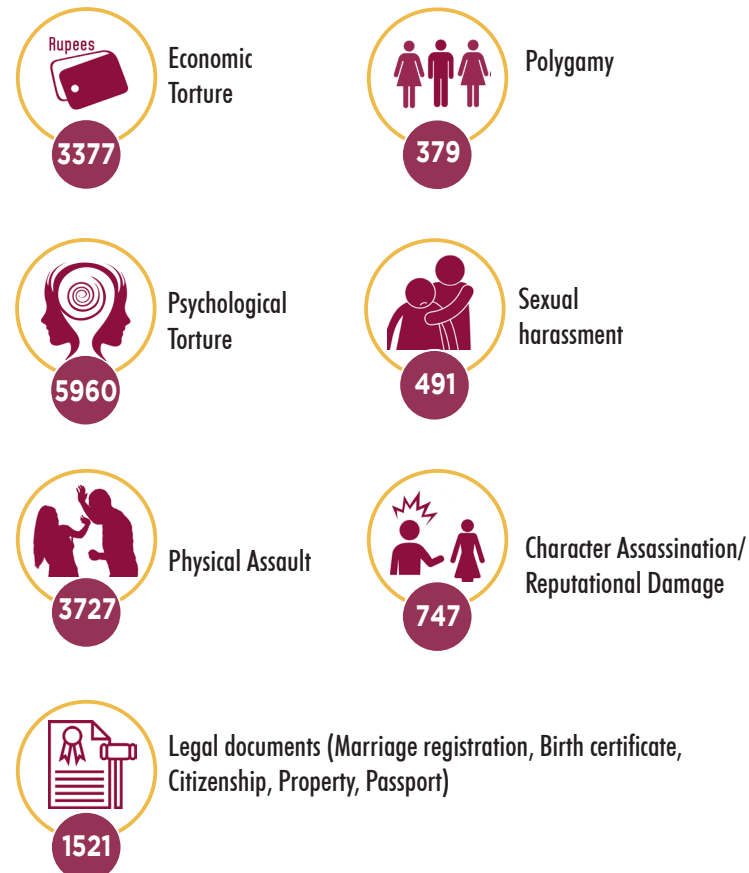 Rupees
Economic
Torture
3377
Polygamy
379
Psychological
Torture
5960
Sexual
harassment
491
Physical Assault
3727
Character Assassination/
Reputational Damage
747
Legal documents (Marriage registration, Birth certificate,
Citizenship, Property, Passport)
1521